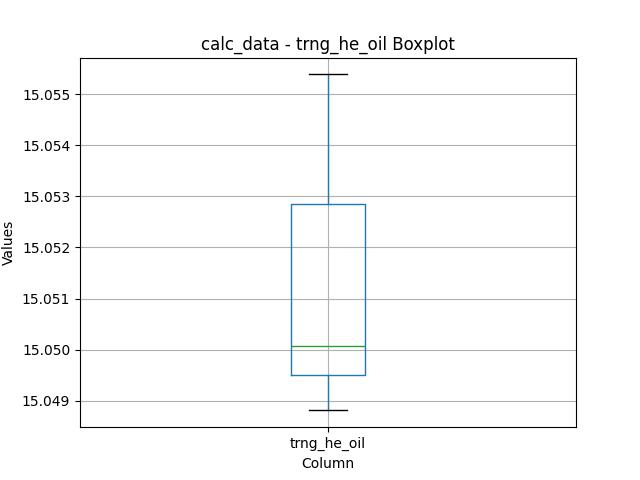 calc_data - trng_he_oil Boxplot
15.055
15.054
15.053
15.052
15.051
15.050
15.049
Values
trng_he_oil
Column